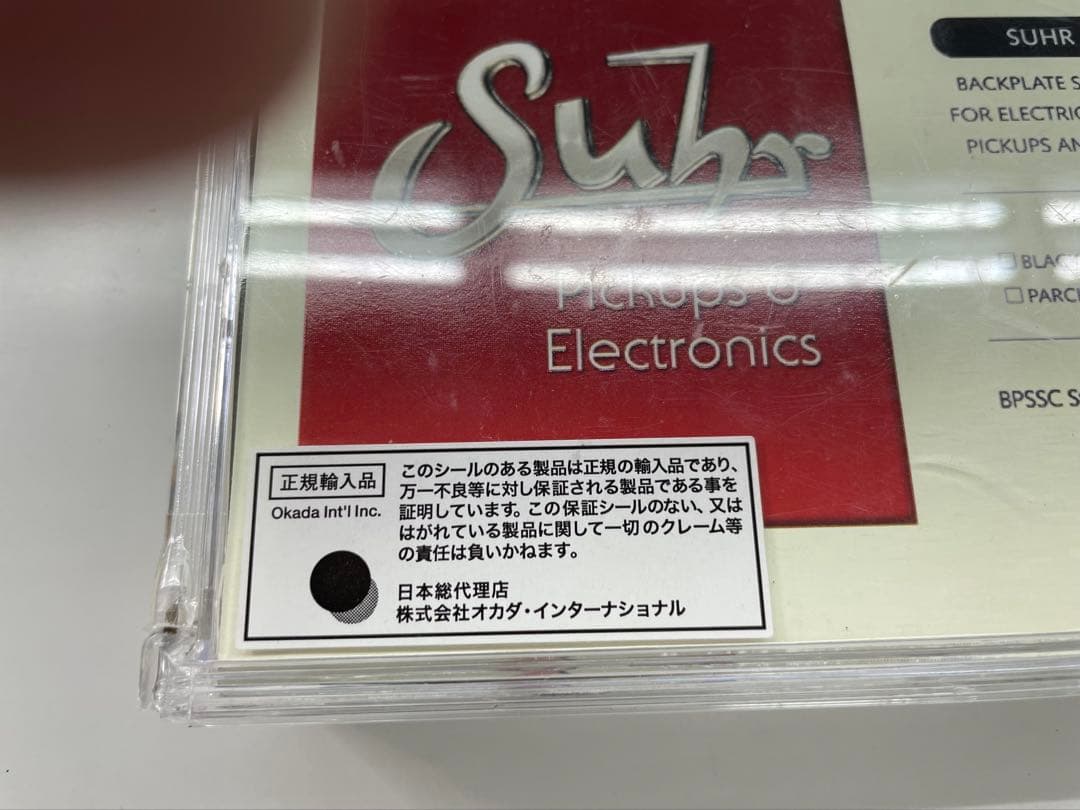 Suhr
Pickups &
Electronics
SUHR
BACKPLATE
FOR ELECTRIC
PICKUPS
PARCH
BPSSC
正規輸入品
Okada Int'l Inc.
このシールのある製品は正規の輸入品であり、
万一不良等に対し保証される製品である事を
証明しています。この保証シールのない、又は
はがれている製品に関して一切のクレーム等
の責任は負いかねます。
日本総代理店
株式会社オカダ・インターナショナル